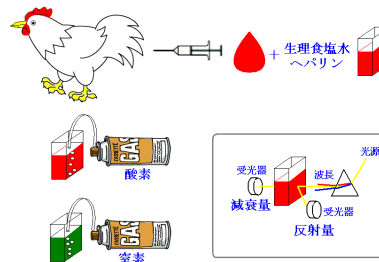 生理食塩水
+
ヘパリン
GAS
酸素
GAS
窒素
光源
受光器
波長
減衰量
受光器
反射量